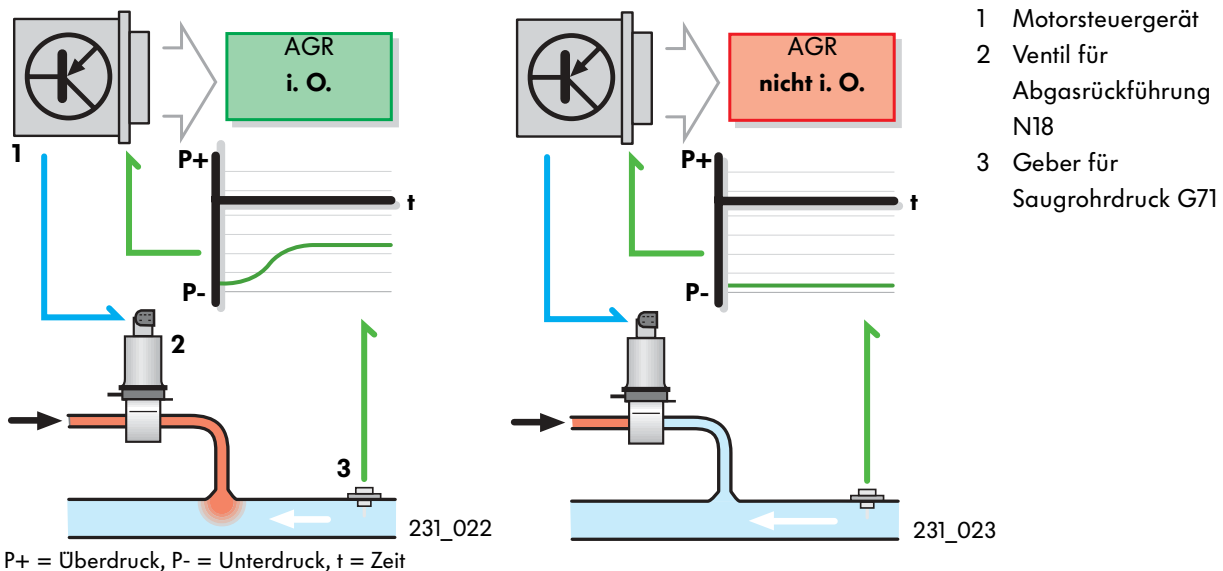 AGR
i. O.
1
P+
t
P-
2
3
231_022
P+ = Überdruck, P- = Unterdruck, t = Zeit
AGR
nicht i. O.
P+
t
P-
231_023
1 Motorsteuergerät
2 Ventil für
Abgasrückführung
N18
3 Geber für
Saugrohrdruck G71